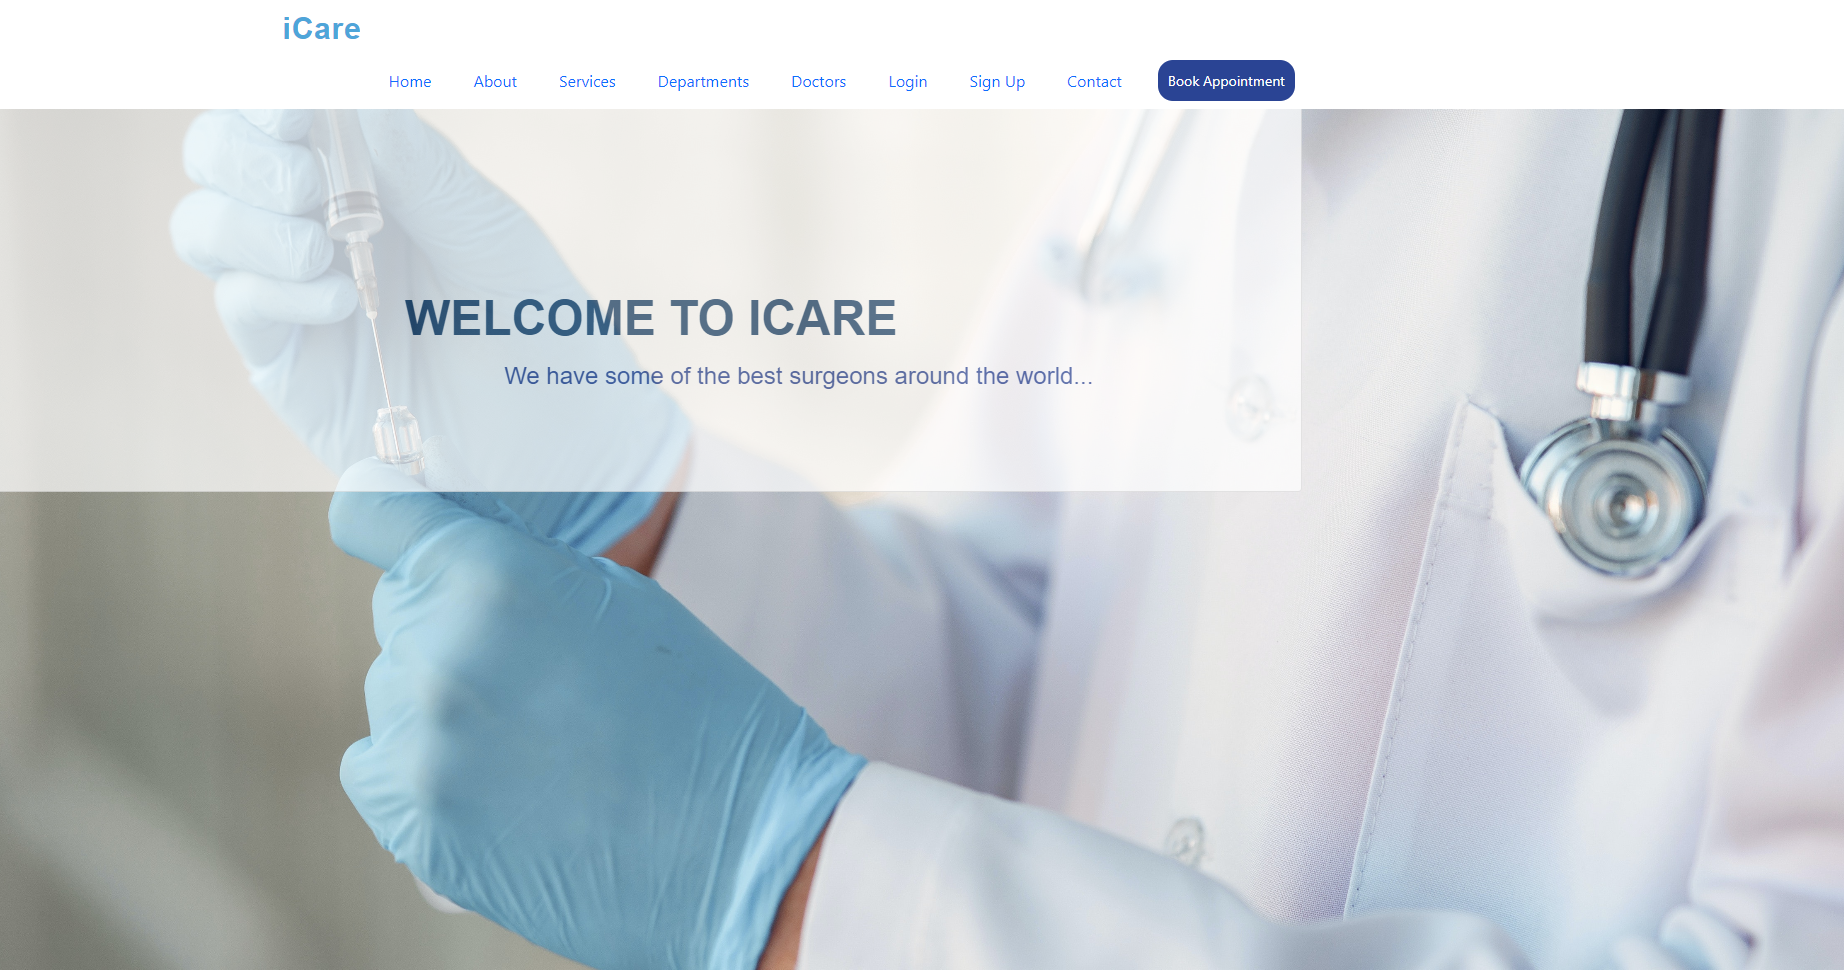 iCare
Home About Services Departments Doctors Login Sign Up Contact Book Appointment
WELCOME TO ICARE
We have some of the best surgeons around the world...